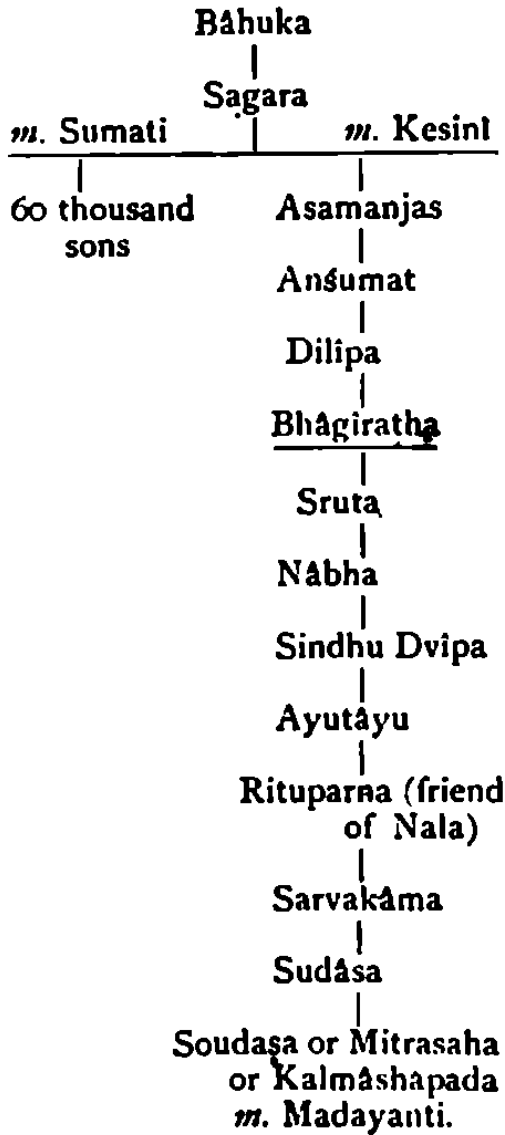 Bâhuka
Sagara
m. Sumati m. Kesinî
60 thousand Asamanjas
sons
Anśumat
Dilîpa
Bhâgiratha
Sruta
Nâbha
Sindhu Dvîpa
Ayutâyu
Rituparna (friend
of Nala)
Sarvakâma
Sudâsa
Soudasa or Mitrasaha
or Kalmâshapada
m. Madayanti.